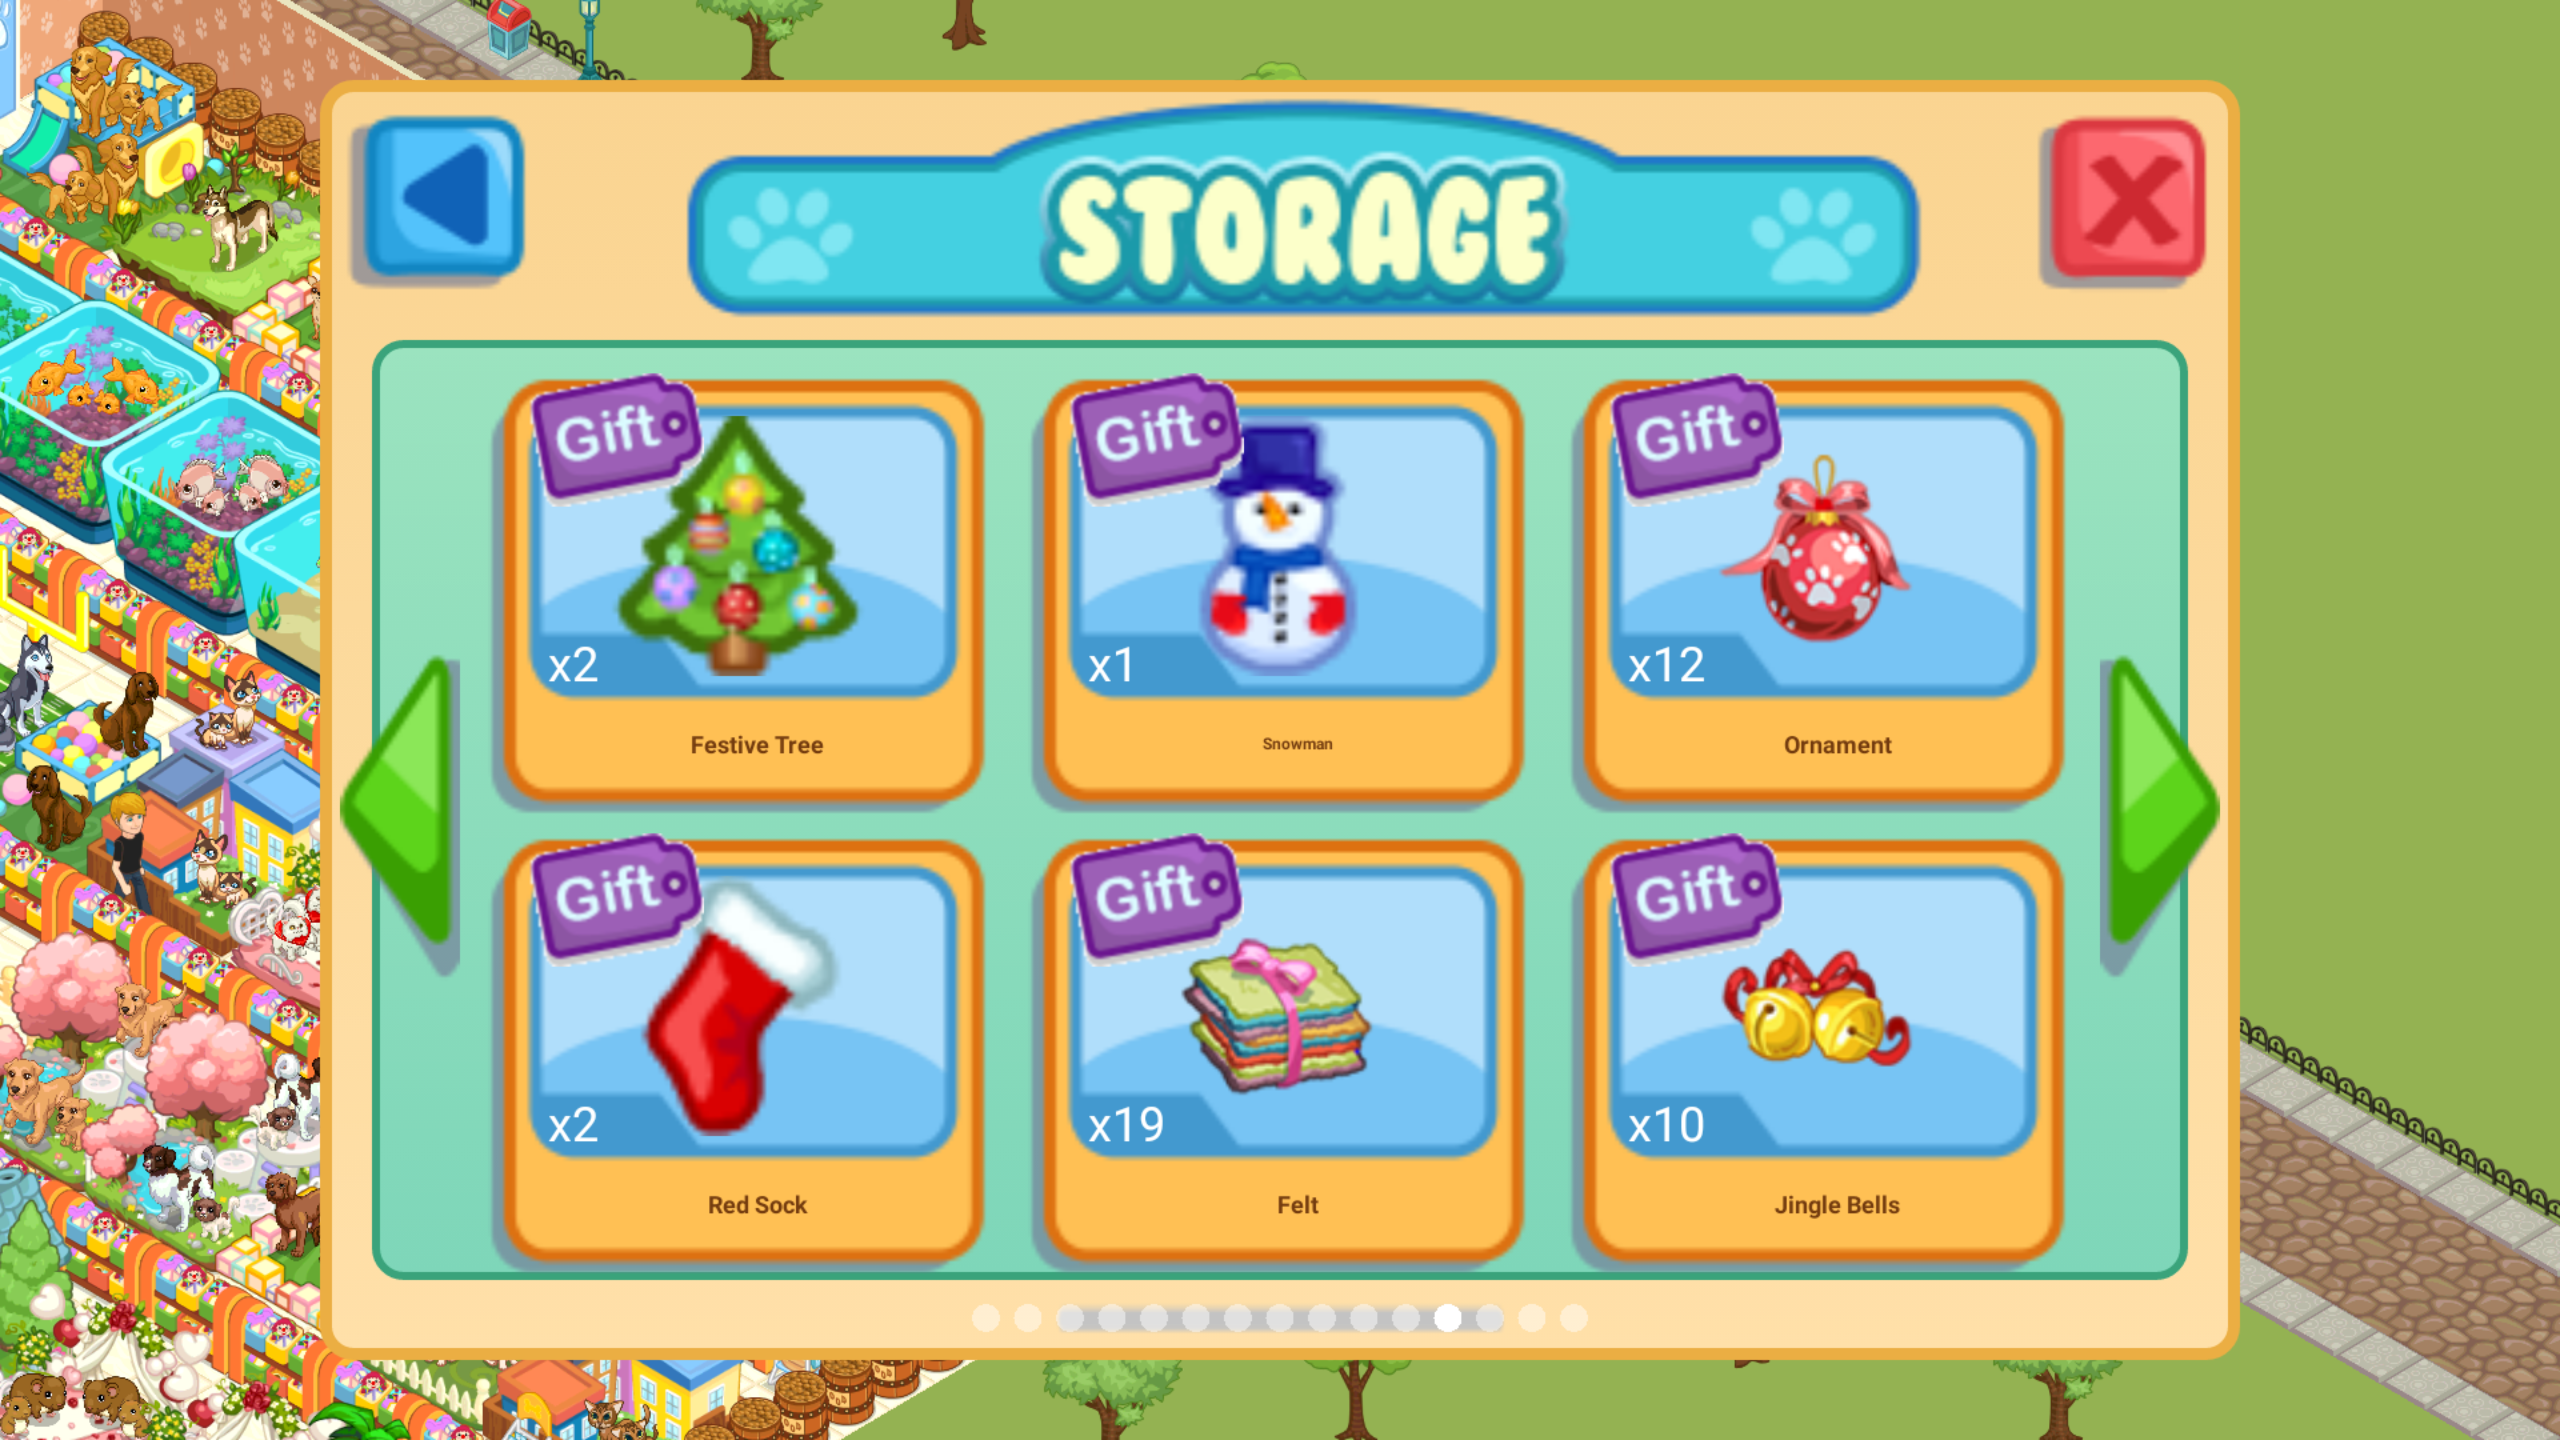 STORAGE
Gift
x2
Festive Tree
Gift
x1
Snowman
Gift
x12
Ornament
Gift
x2
Red Sock
Gift
x19
Felt
Gift
x10
Jingle Bells